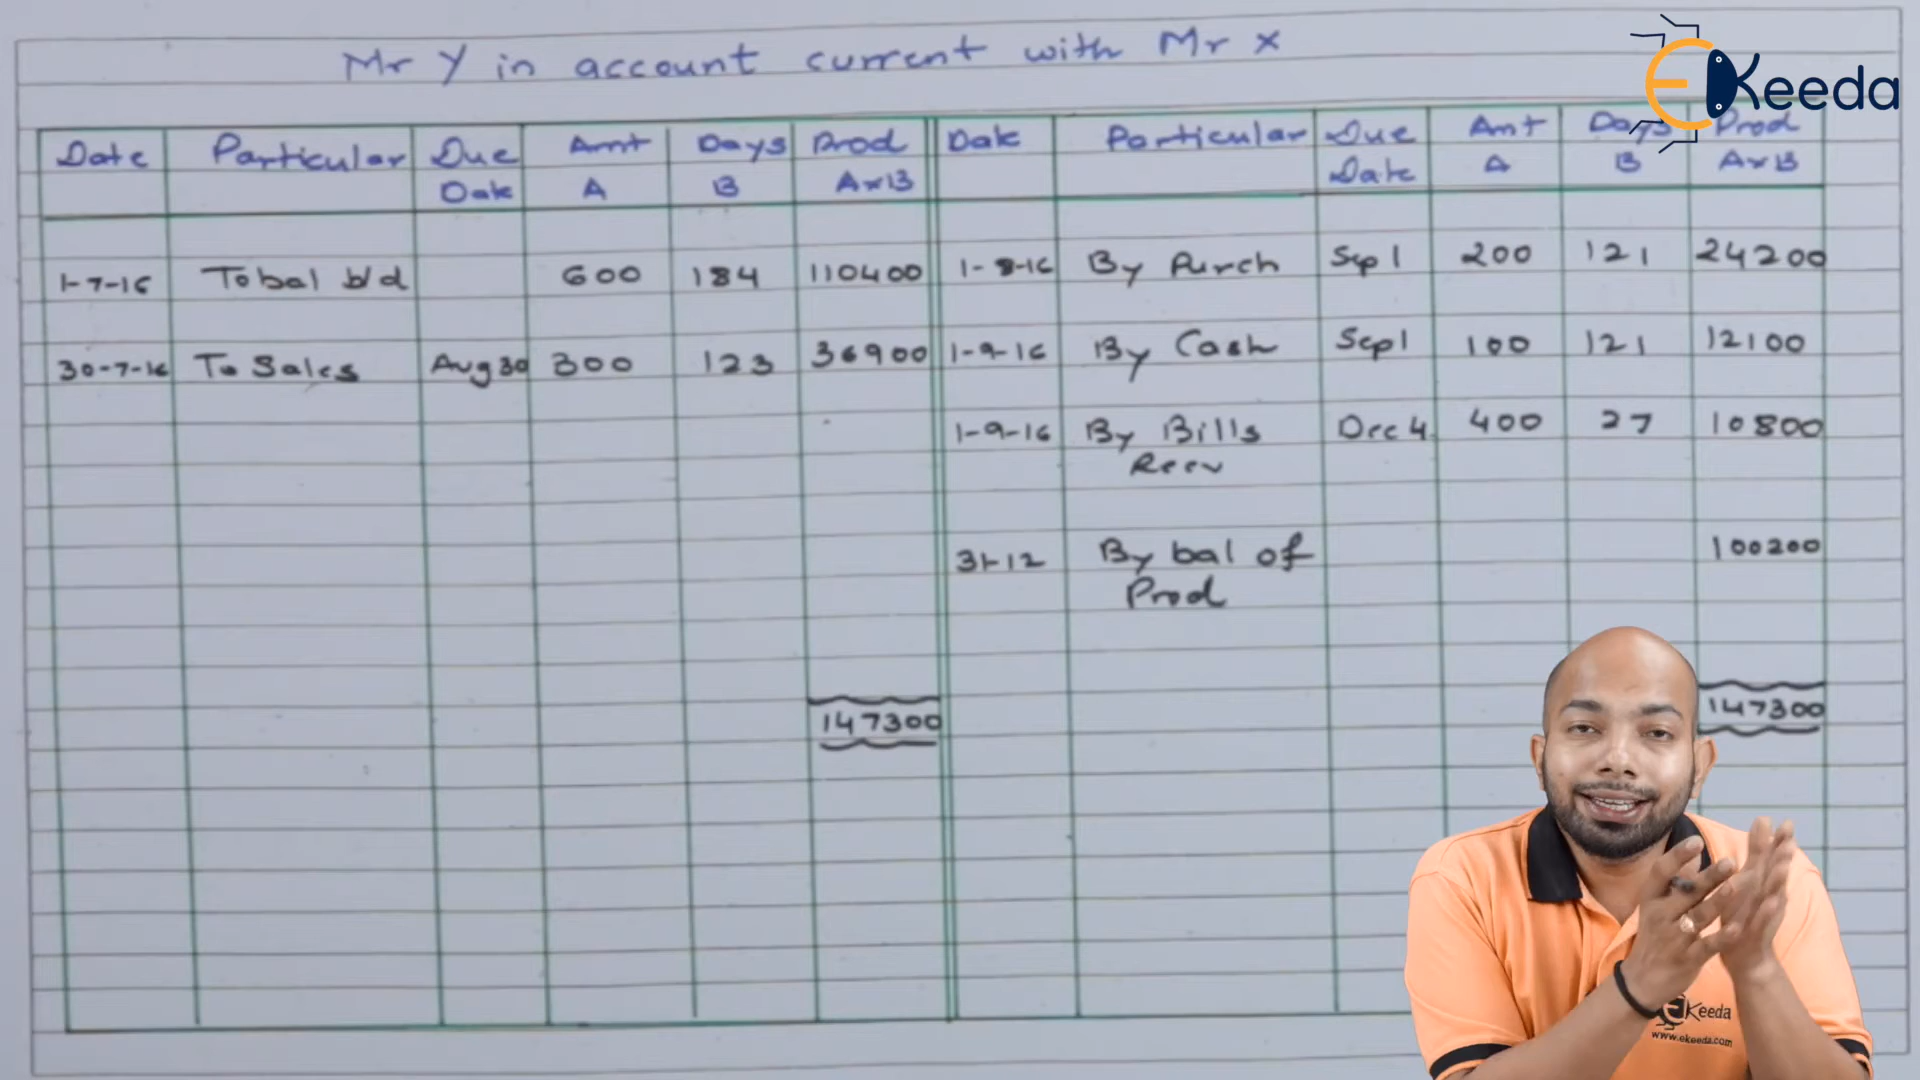 Mr Y in account current with Mr X
EKeeda
Date Particular Due Date Amt A Days B Prod A×B Date Particular Due Date Amt A Days B Prod A×B
1-7-16 To bal b/d 600 184 110400 1-8-16 By Purch Sep 1 200 121 24200
30-7-16 To Sales Aug 30 300 123 36900 1-9-16 By Cash Sep 1 100 121 12100
1-9-16 By Bills Recv Dec 4 400 27 10800
31-12 By bal of Prod 100200
147300 147300
EKeeda
www.ekeeda.com